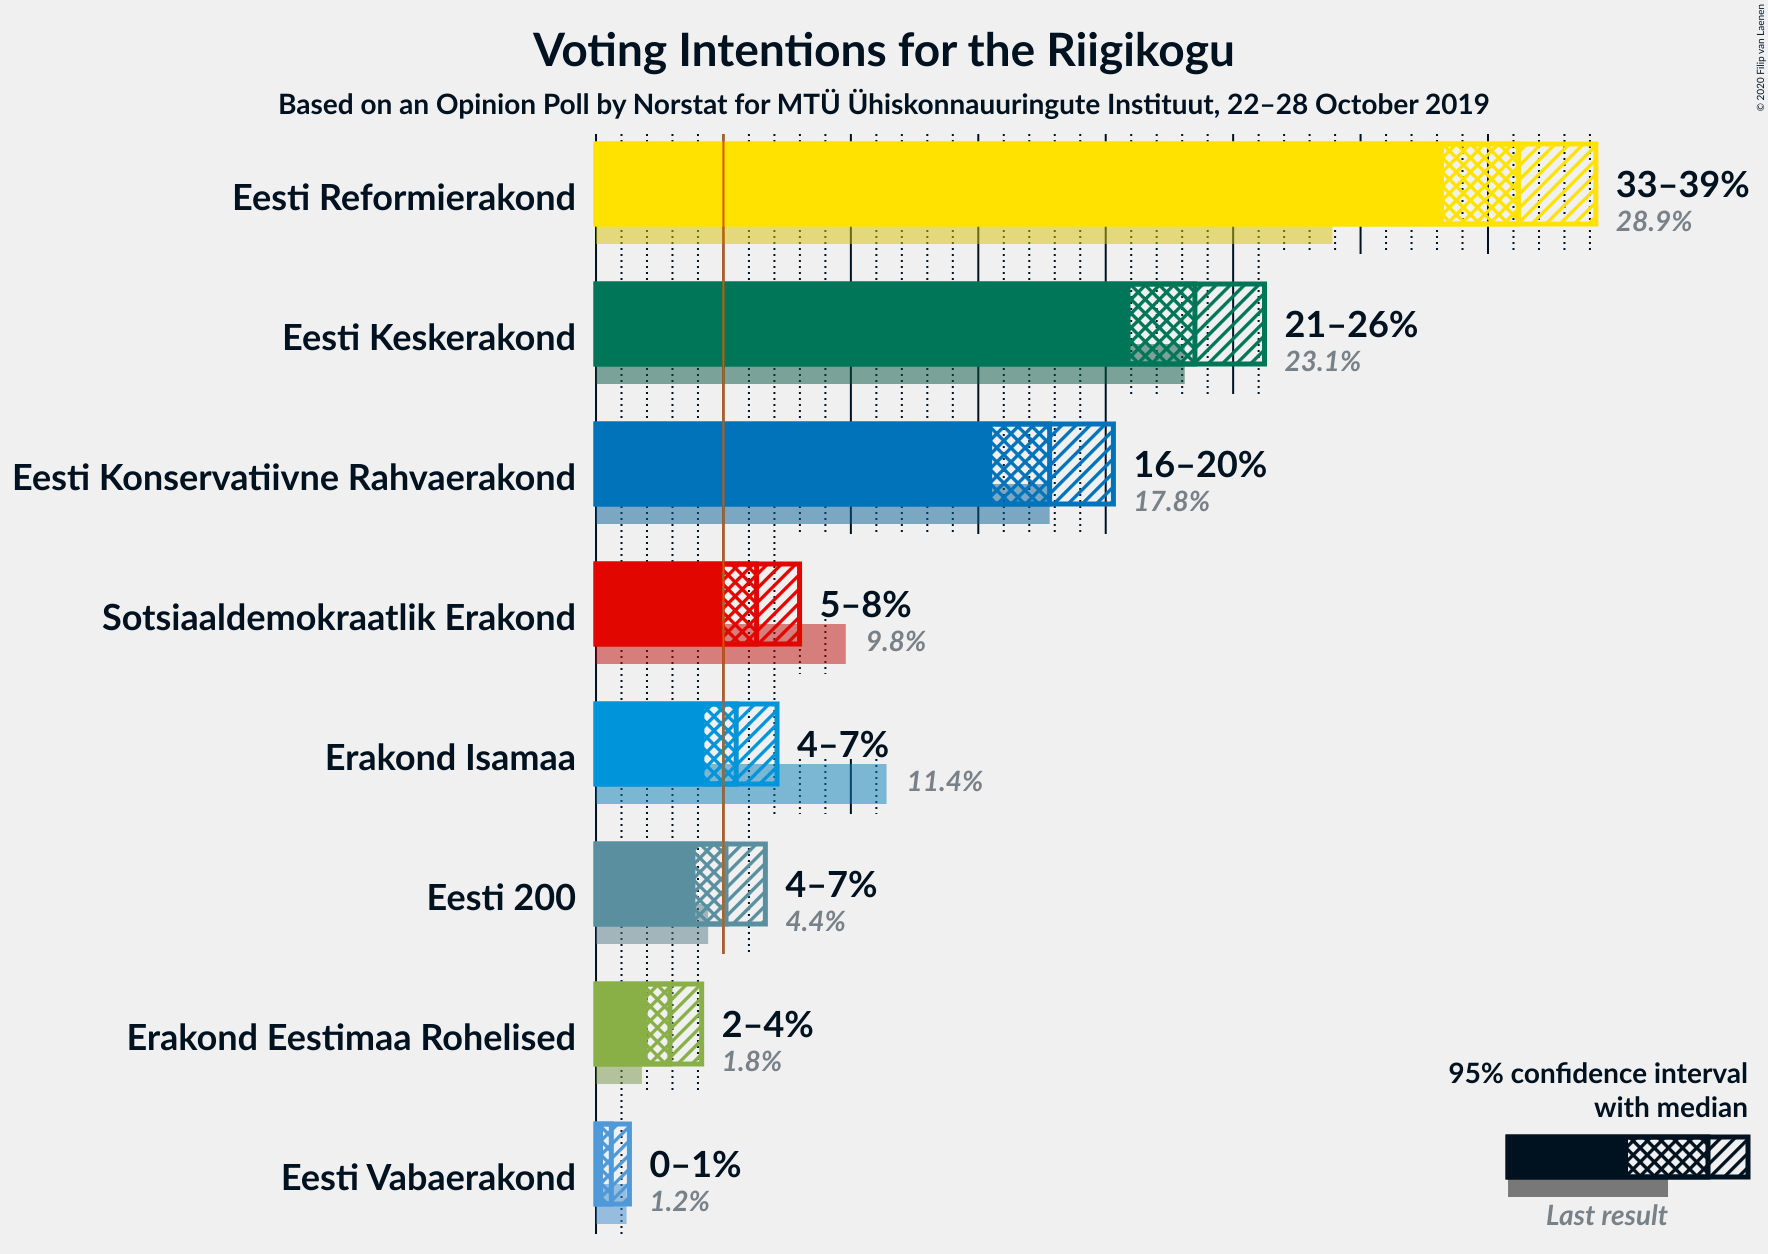 Voting Intentions for the Riigikogu
Based on an Opinion Poll by Norstat for MTÜ Ühiskonnauuringute Instituut, 22–28 October 2019
© 2020 Filip van Laenen
Eesti Reformierakond
33–39%
28.9%
Eesti Keskerakond
21–26%
23.1%
Eesti Konservatiivne Rahvaerakond
16–20%
17.8%
Sotsiaaldemokraatlik Erakond
5–8%
9.8%
Erakond Isamaa
4–7%
11.4%
Eesti 200
4–7%
4.4%
Erakond Eestimaa Rohelised
2–4%
1.8%
Eesti Vabaerakond
0–1%
1.2%
95% confidence interval
with median
Last result